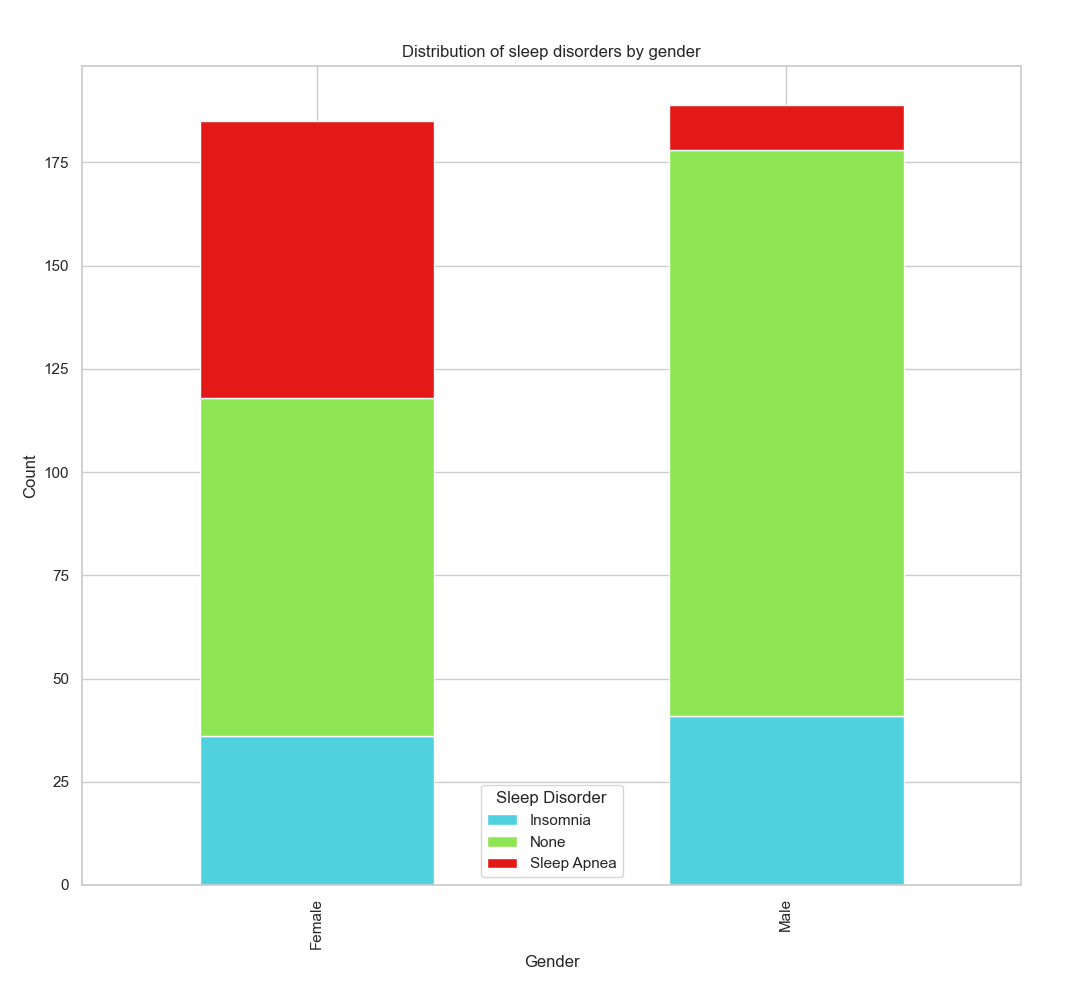 Distribution of sleep disorders by gender
175
150
125
100
75
50
25
0
Count
Sleep Disorder
Insomnia
None
Sleep Apnea
Female
Male
Gender